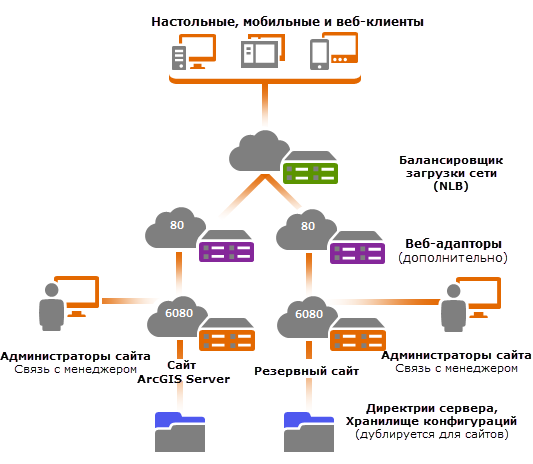 Настольные, мобильные и веб-клиенты
Балансировщик
загрузки сети
(NLB)
80
80
Веб-адапторы
(дополнительно)
6080
6080
Администраторы сайта
Связь с менеджером
Сайт
ArcGIS Server
Резервный сайт
Администраторы сайта
Связь с менеджером
Директрии сервера,
Хранилище конфигураций
(дублируется для сайтов)